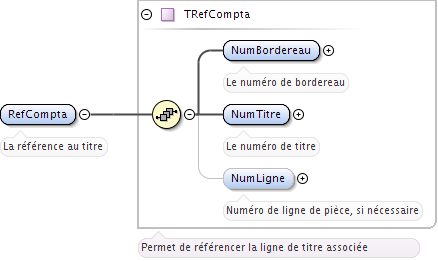 TRefCompta
NumBordereau
Le numéro de bordereau
RefCompta
La référence au titre
NumTitre
Le numéro de titre
NumLigne
Numéro de ligne de pièce, si nécessaire
Permet de référencer la ligne de titre associée